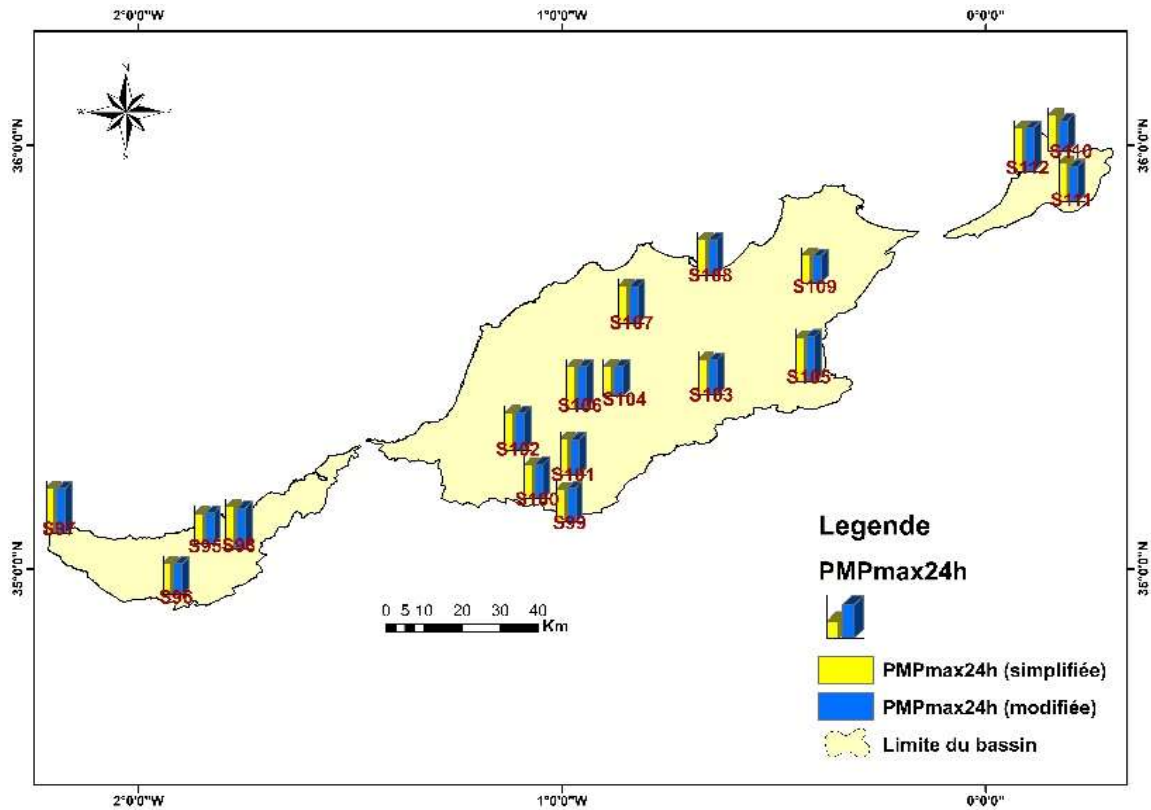 2°0'0"W 1°0'0"W 0°0'0"
36°0'0"N 36°0'0"N
N
W
S
S110
S112
S111
S108
S109
S107
S105
S103
S106 S104
S102
S101
S100
S99
S97
S95 S98
S96
35°0'0"N 35°0'0"N
0 5 10 20 30 40
Km
Legende
PMPmax24h
PMPmax24h (simplifiée)
PMPmax24h (modifiée)
Limite du bassin
2°0'0"W 1°0'0"W 0°0'0"